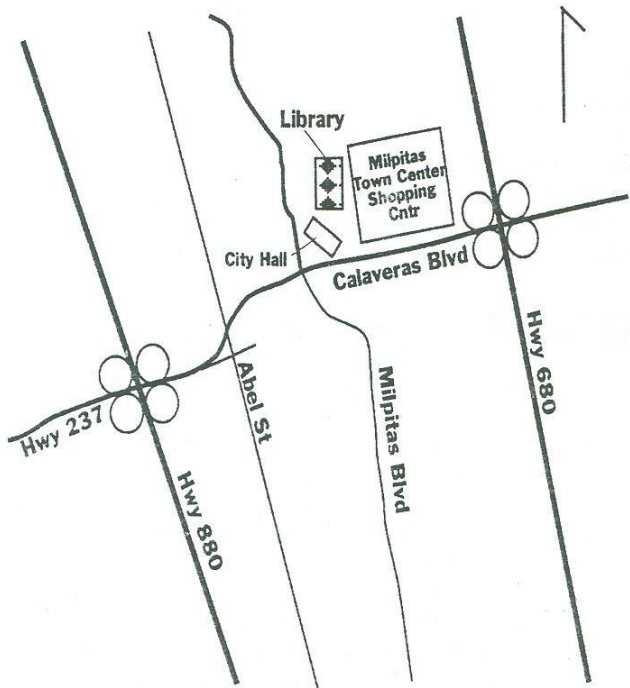 Library
Milpitas
Town Center
Shopping
Cntr
City Hall
Calaveras Blvd
Hwy 680
Abel St
Milpitas Blvd
Hwy 237
Hwy 880